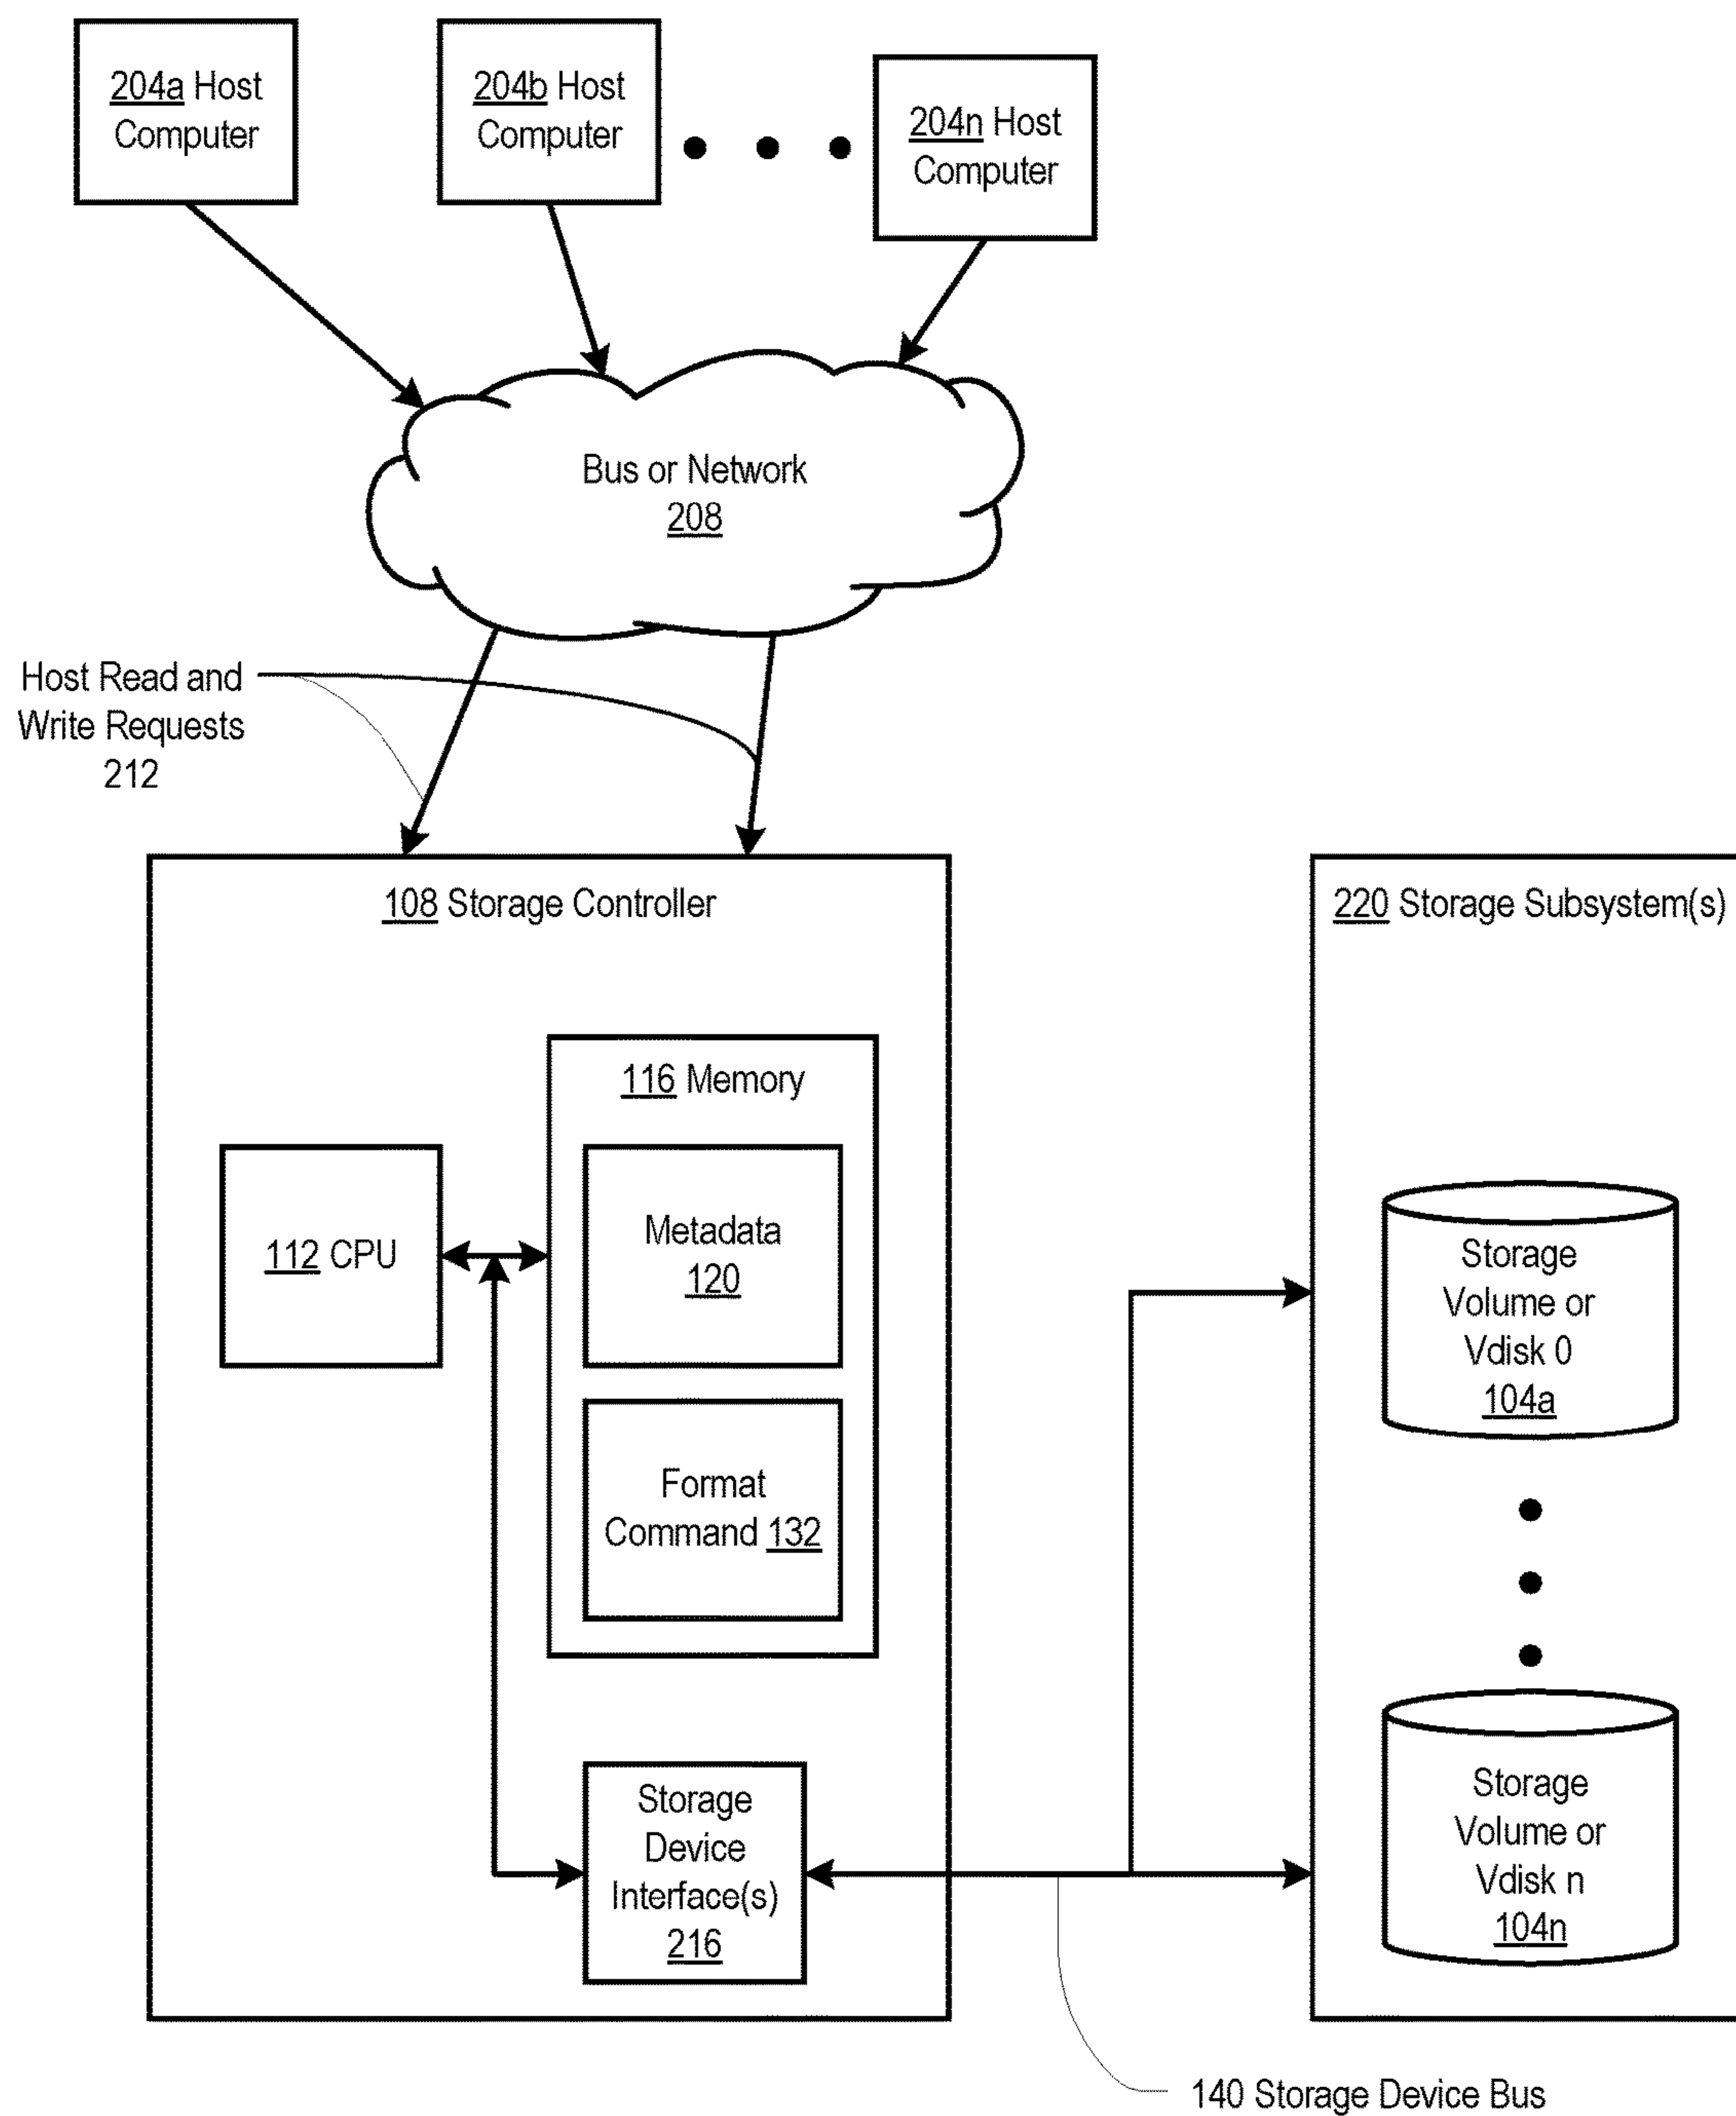 204a Host
Computer
204b Host
Computer
204n Host
Computer
Bus or Network
208
Host Read and
Write Requests
212
108 Storage Controller
220 Storage Subsystem(s)
116 Memory
112 CPU
Metadata
120
Format
Command 132
Storage
Volume or
Vdisk 0
104a
Storage
Device
Interface(s)
216
Storage
Volume or
Vdisk n
104n
140 Storage Device Bus